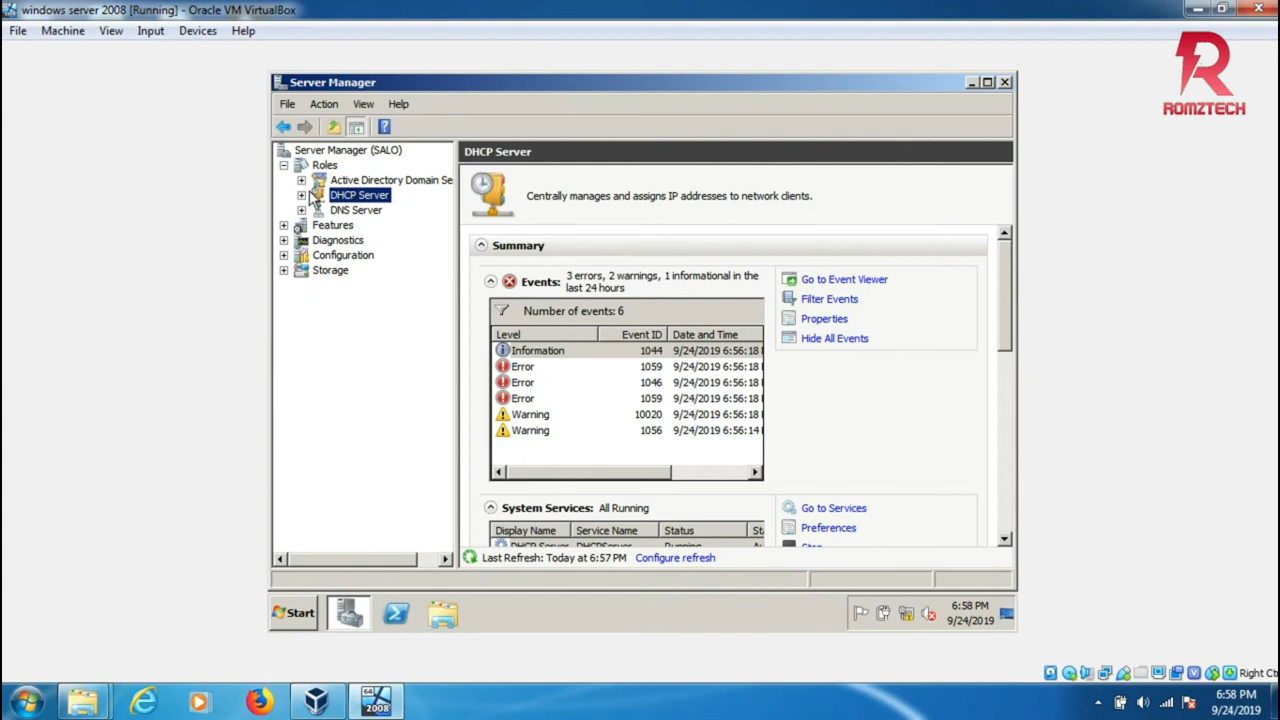 windows server 2008 [Running] - Oracle VM VirtualBox
File Machine View Input Devices Help
ROMZTECH
Server Manager
File Action View Help
Server Manager (SALO)
Roles
Active Directory Domain Se
DHCP Server
DNS Server
Features
Diagnostics
Configuration
Storage
DHCP Server
Centrally manages and assigns IP addresses to network clients.
Summary
Events: 3 errors, 2 warnings, 1 informational in the
last 24 hours
Number of events: 6
Level Event ID Date and Time
Information 1044 9/24/2019 6:56:18
Error 1059 9/24/2019 6:56:18
Error 1046 9/24/2019 6:56:18
Error 1059 9/24/2019 6:56:18
Warning 10020 9/24/2019 6:56:18
Warning 1056 9/24/2019 6:56:14
Go to Event Viewer
Filter Events
Properties
Hide All Events
System Services: All Running
Display Name Service Name Status Sta
DHCP Server DHCPServer Running
Go to Services
Preferences
Stop
Last Refresh: Today at 6:57 PM Configure refresh
Start
6:58 PM
9/24/2019
Right Ct
64
2008
6:58 PM
9/24/2019